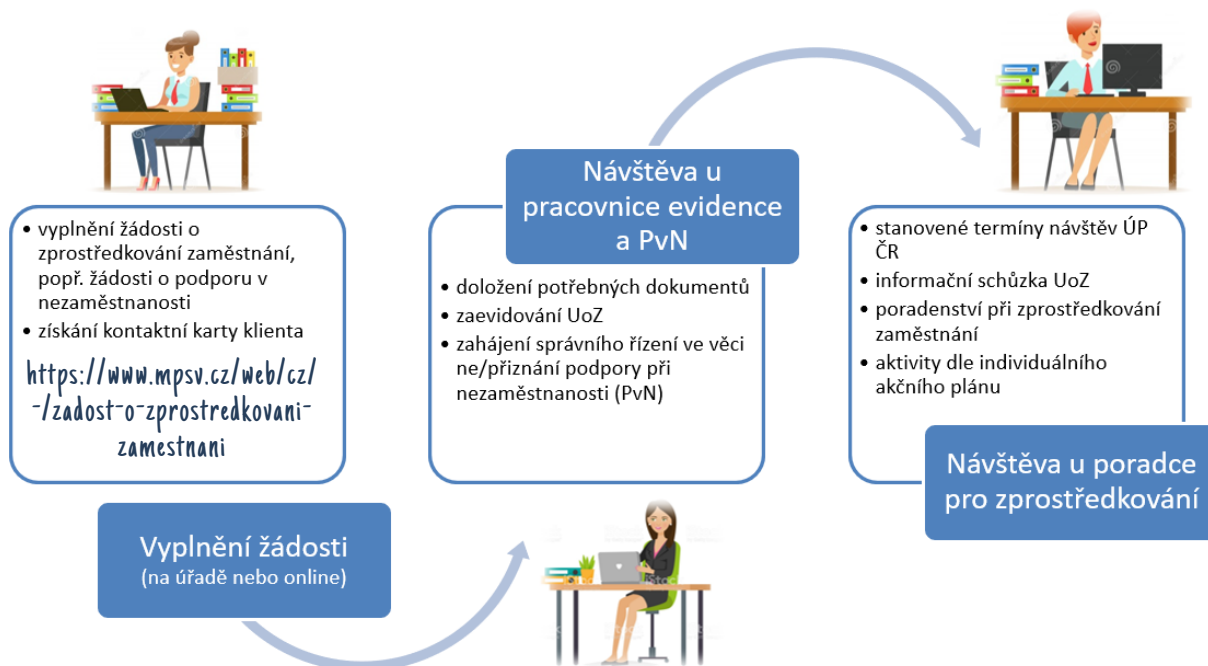 • vyplnění žádosti o
zprostředkování zaměstnání,
popř. žádosti o podporu v
nezaměstnanosti
• získání kontaktní karty klienta
https://www.mpsv.cz/web/cz/
-/zadost-o-zprostredkovani-
zamestnani
Vyplnění žádosti
(na úřadě nebo online)
Návštěva u
pracovnice evidence
a PvN
• doložení potřebných dokumentů
• zaevidování UoZ
• zahájení správního řízení ve věci
ne/přiznání podpory při
nezaměstnanosti (PvN)
• stanovené termíny návštěv ÚP
ČR
• informační schůzka UoZ
• poradenství při zprostředkování
zaměstnání
• aktivity dle individuálního
akčního plánu
Návštěva u poradce
pro zprostředkování